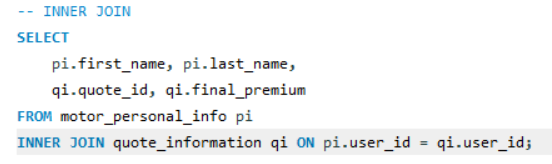 -- INNER JOIN
SELECT
pi.first_name, pi.last_name,
qi.quote_id, qi.final_premium
FROM motor_personal_info pi
INNER JOIN quote_information qi ON pi.user_id = qi.user_id;